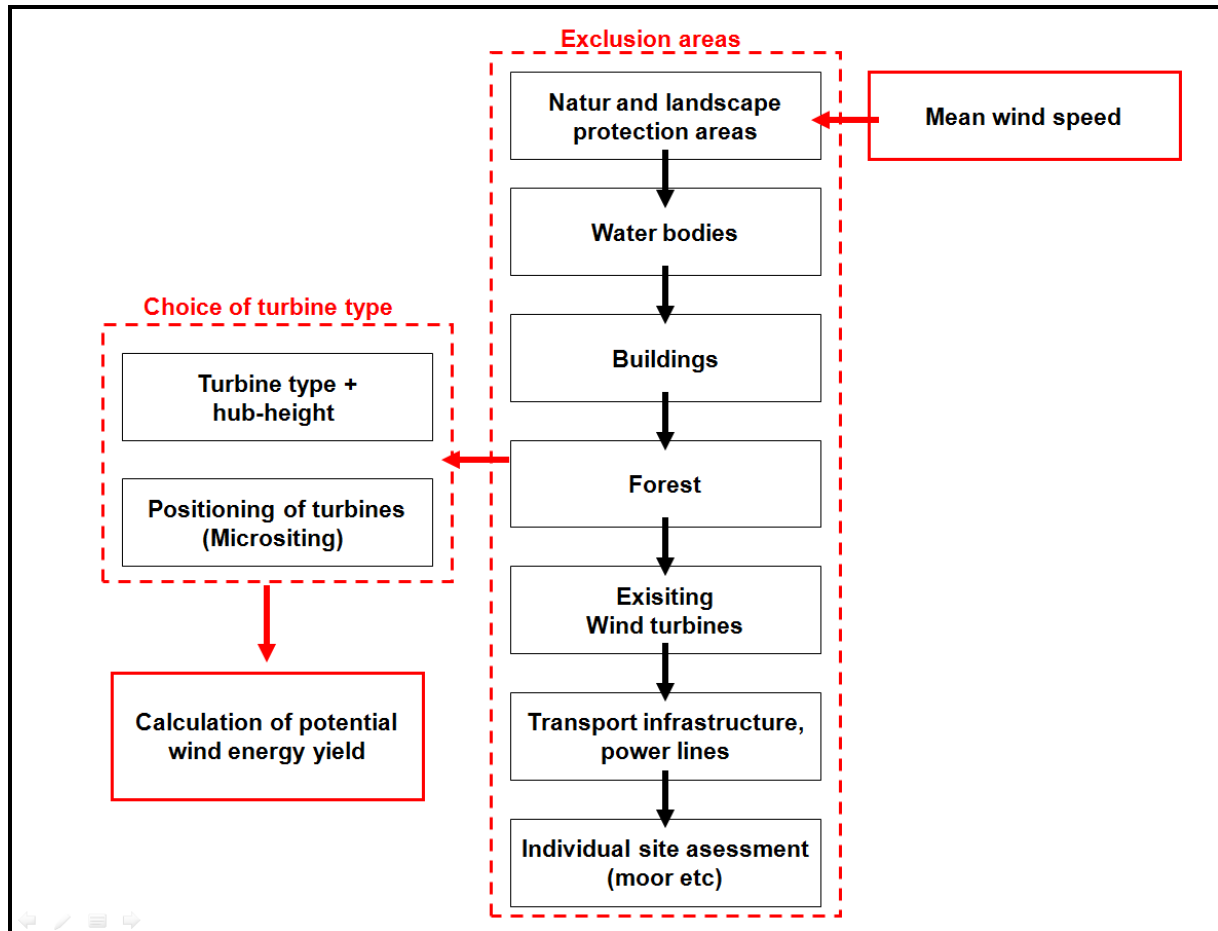 Exclusion areas
Natur and landscape
protection areas
Mean wind speed
Water bodies
Buildings
Forest
Exisiting
Wind turbines
Transport infrastructure,
power lines
Individual site asessment
(moor etc)
Choice of turbine type
Turbine type +
hub-height
Positioning of turbines
(Micrositing)
Calculation of potential
wind energy yield